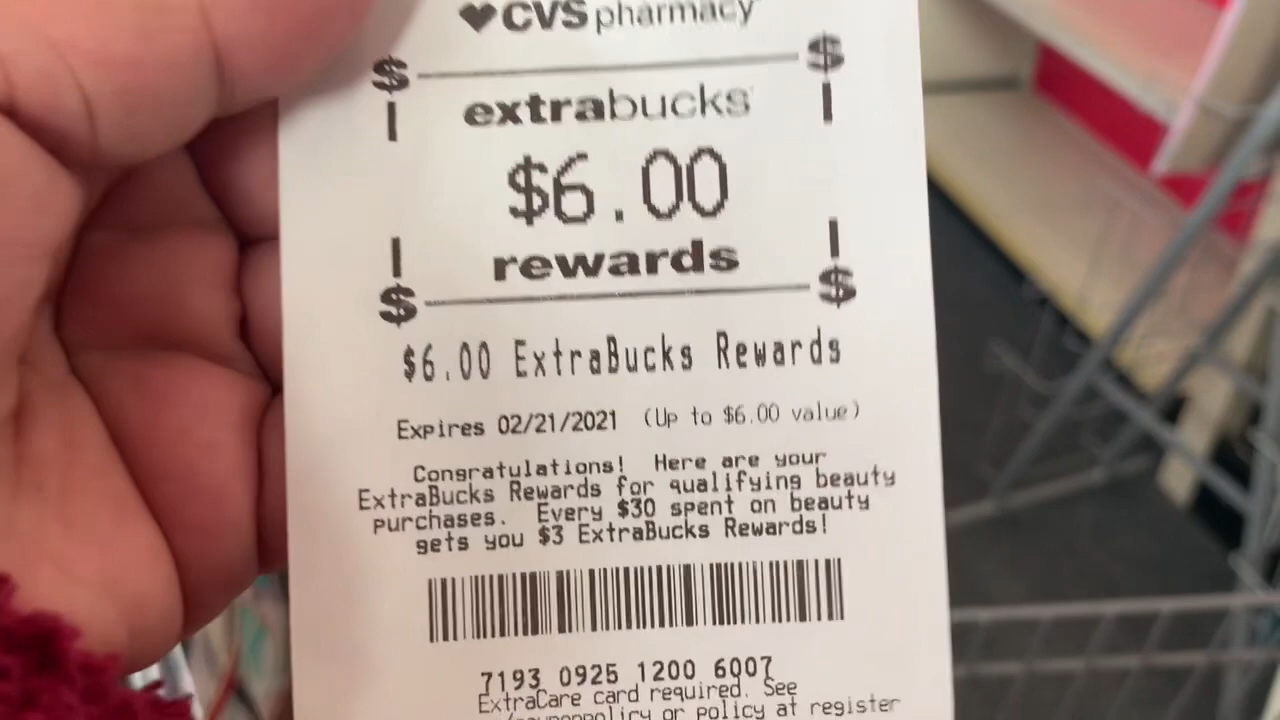 CVS pharmacy
$ $
extrabucks
$6.00
rewards
$ $
$6.00 ExtraBucks Rewards
Expires 02/21/2021 (Up to $6.00 value)
Congratulations! Here are your
ExtraBucks Rewards for qualifying beauty
purchases. Every $30 spent on beauty
gets you $3 ExtraBucks Rewards!
7193 0925 1200 6007
ExtraCare card required. See
or policy at register